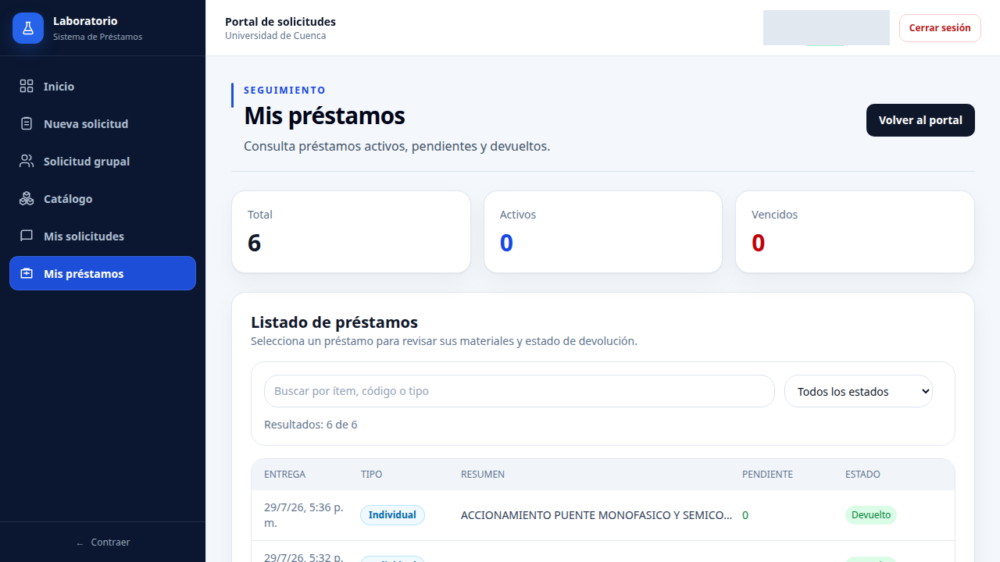 Laboratorio
Sistema de Préstamos
Inicio
Nueva solicitud
Solicitud grupal
Catálogo
Mis solicitudes
Mis préstamos
← Contraer
Portal de solicitudes
Universidad de Cuenca
Cerrar sesión
SEGUIMIENTO
Mis préstamos
Consulta préstamos activos, pendientes y devueltos.
Volver al portal
Total
6
Activos
0
Vencidos
0
Listado de préstamos
Selecciona un préstamo para revisar sus materiales y estado de devolución.
Buscar por ítem, código o tipo
Todos los estados
Resultados: 6 de 6
ENTREGA TIPO RESUMEN PENDIENTE ESTADO
29/7/26, 5:36 p. m. Individual ACCIONAMIENTO PUENTE MONOFASICO Y SEMICO... 0 Devuelto
29/7/26, 5:32 p.